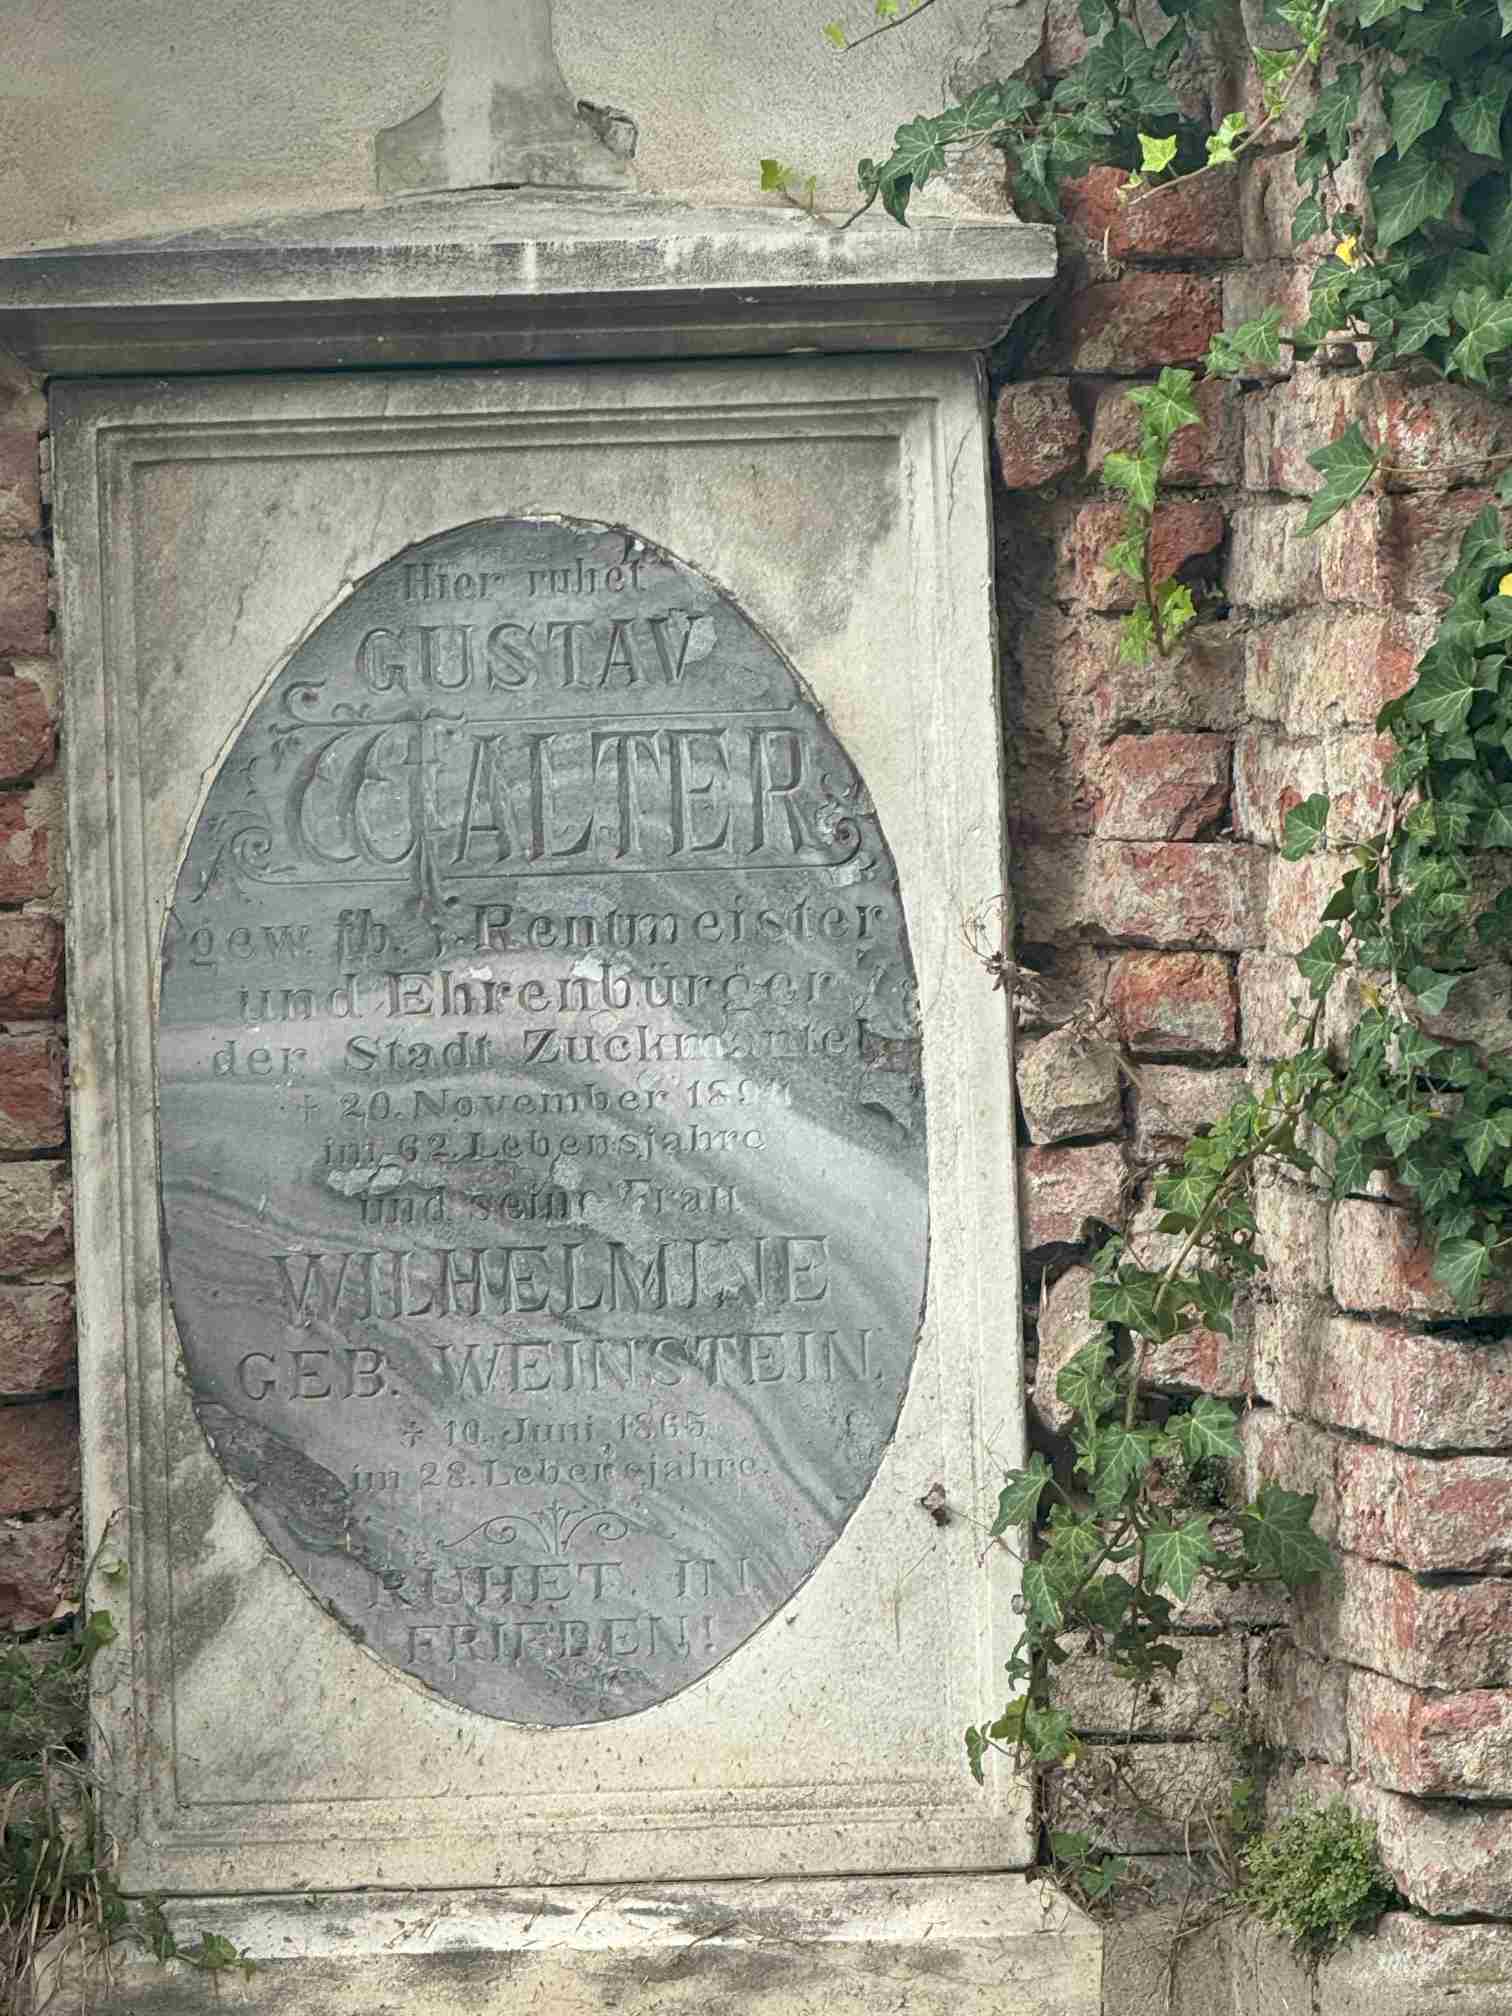 Hier ruhet
GUSTAV
WALTER
gew. fb. Rentmeister
und Ehrenbürger
der Stadt Zuckmantel
† 20. November
im 62. Lebensjahre
und seine Frau
WILHELMINE
GEB. WEINSTEIN.
† 10. Juni, 1865
im 28. Lebensjahre.
RUHET IN
FRIEDEN!